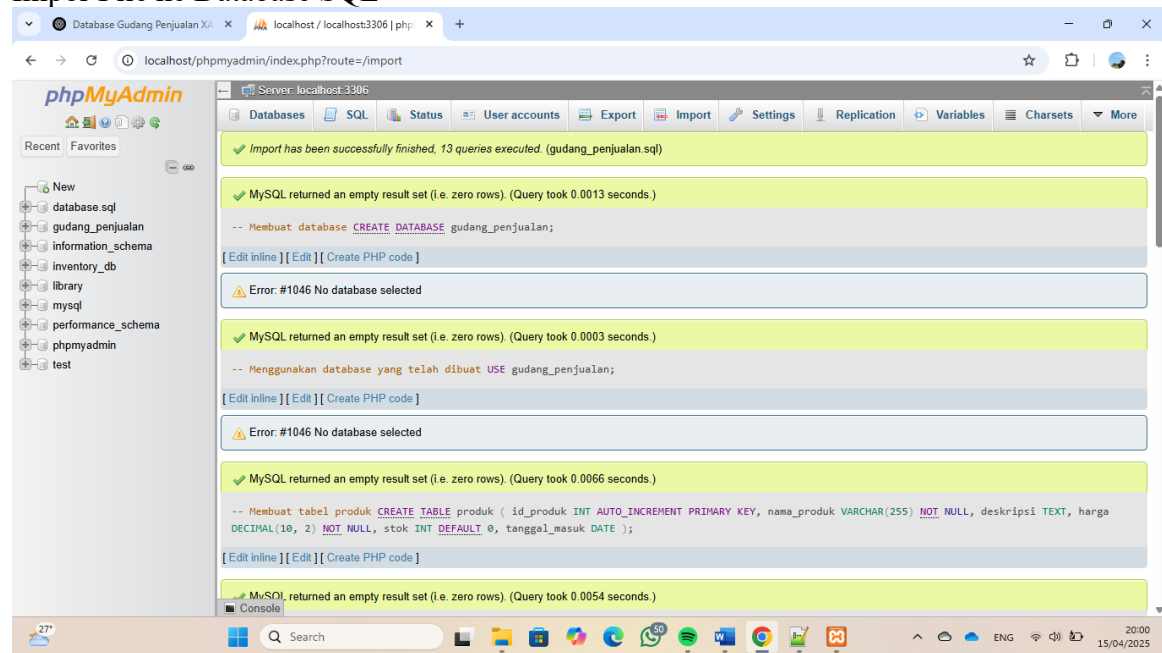 Database Gudang Penjualan XA
localhost / localhost:3306 | php
localhost/phpmyadmin/index.php?route=/import
phpMyAdmin
Recent
Favorites
New
database.sql
gudang_penjualan
information_schema
inventory_db
library
mysql
performance_schema
phpmyadmin
test
Server: localhost:3306
Databases
SQL
Status
User accounts
Export
Import
Settings
Replication
Variables
Charsets
More
Import has been successfully finished, 13 queries executed. (gudang_penjualan.sql)
MySQL returned an empty result set (i.e. zero rows). (Query took 0.0013 seconds.)
-- Membuat database CREATE DATABASE gudang_penjualan;
[ Edit inline ] [ Edit ] [ Create PHP code ]
Error: #1046 No database selected
MySQL returned an empty result set (i.e. zero rows). (Query took 0.0003 seconds.)
-- Menggunakan database yang telah dibuat USE gudang_penjualan;
[ Edit inline ] [ Edit ] [ Create PHP code ]
Error: #1046 No database selected
MySQL returned an empty result set (i.e. zero rows). (Query took 0.0066 seconds.)
-- Membuat tabel produk CREATE TABLE produk ( id_produk INT AUTO_INCREMENT PRIMARY KEY, nama_produk VARCHAR(255) NOT NULL, deskripsi TEXT, harga
DECIMAL(10, 2) NOT NULL, stok INT DEFAULT 0, tanggal_masuk DATE );
[ Edit inline ] [ Edit ] [ Create PHP code ]
MySQL returned an empty result set (i.e. zero rows). (Query took 0.0054 seconds.)
Console
27°
Search
50
ENG
20:00
15/04/2025